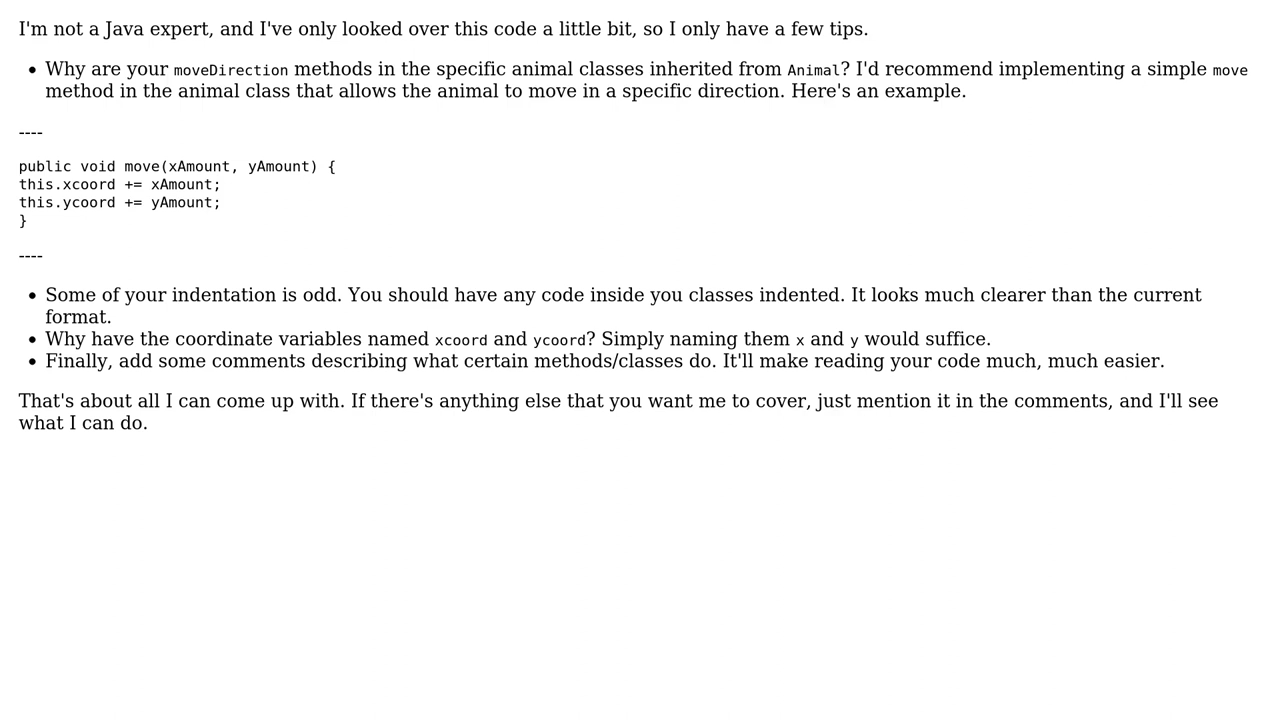 I'm not a Java expert, and I've only looked over this code a little bit, so I only have a few tips.
• Why are your moveDirection methods in the specific animal classes inherited from Animal? I'd recommend implementing a simple move
method in the animal class that allows the animal to move in a specific direction. Here's an example.
----
public void move(xAmount, yAmount) {
this.xcoord += xAmount;
this.ycoord += yAmount;
}
----
• Some of your indentation is odd. You should have any code inside you classes indented. It looks much clearer than the current
format.
• Why have the coordinate variables named xcoord and ycoord? Simply naming them x and y would suffice.
• Finally, add some comments describing what certain methods/classes do. It'll make reading your code much, much easier.
That's about all I can come up with. If there's anything else that you want me to cover, just mention it in the comments, and I'll see
what I can do.